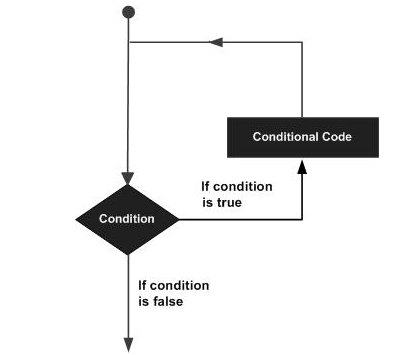 Conditional Code
If condition
is true
Condition
If condition
is false